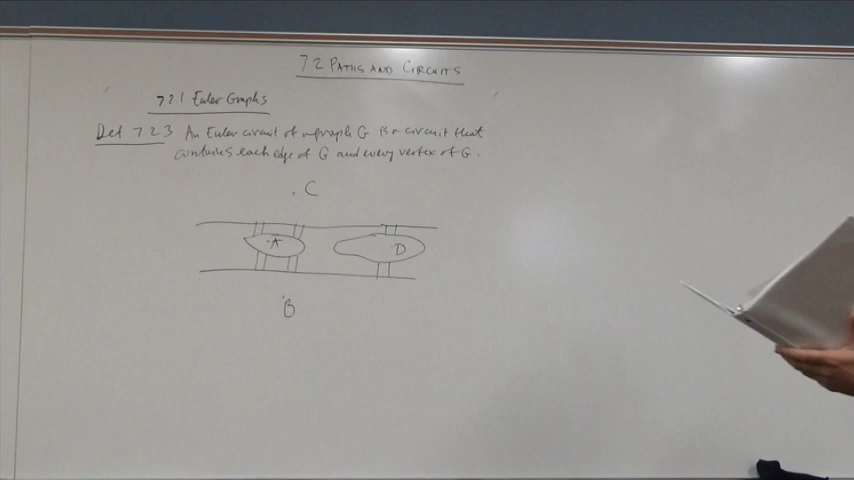 7.2 PATHS AND CIRCUITS
7.2.1 Euler Graphs
Def 7.2.3 An Euler circuit of a graph G is a circuit that
contains each edge of G and every vertex of G.
C
A
D
B